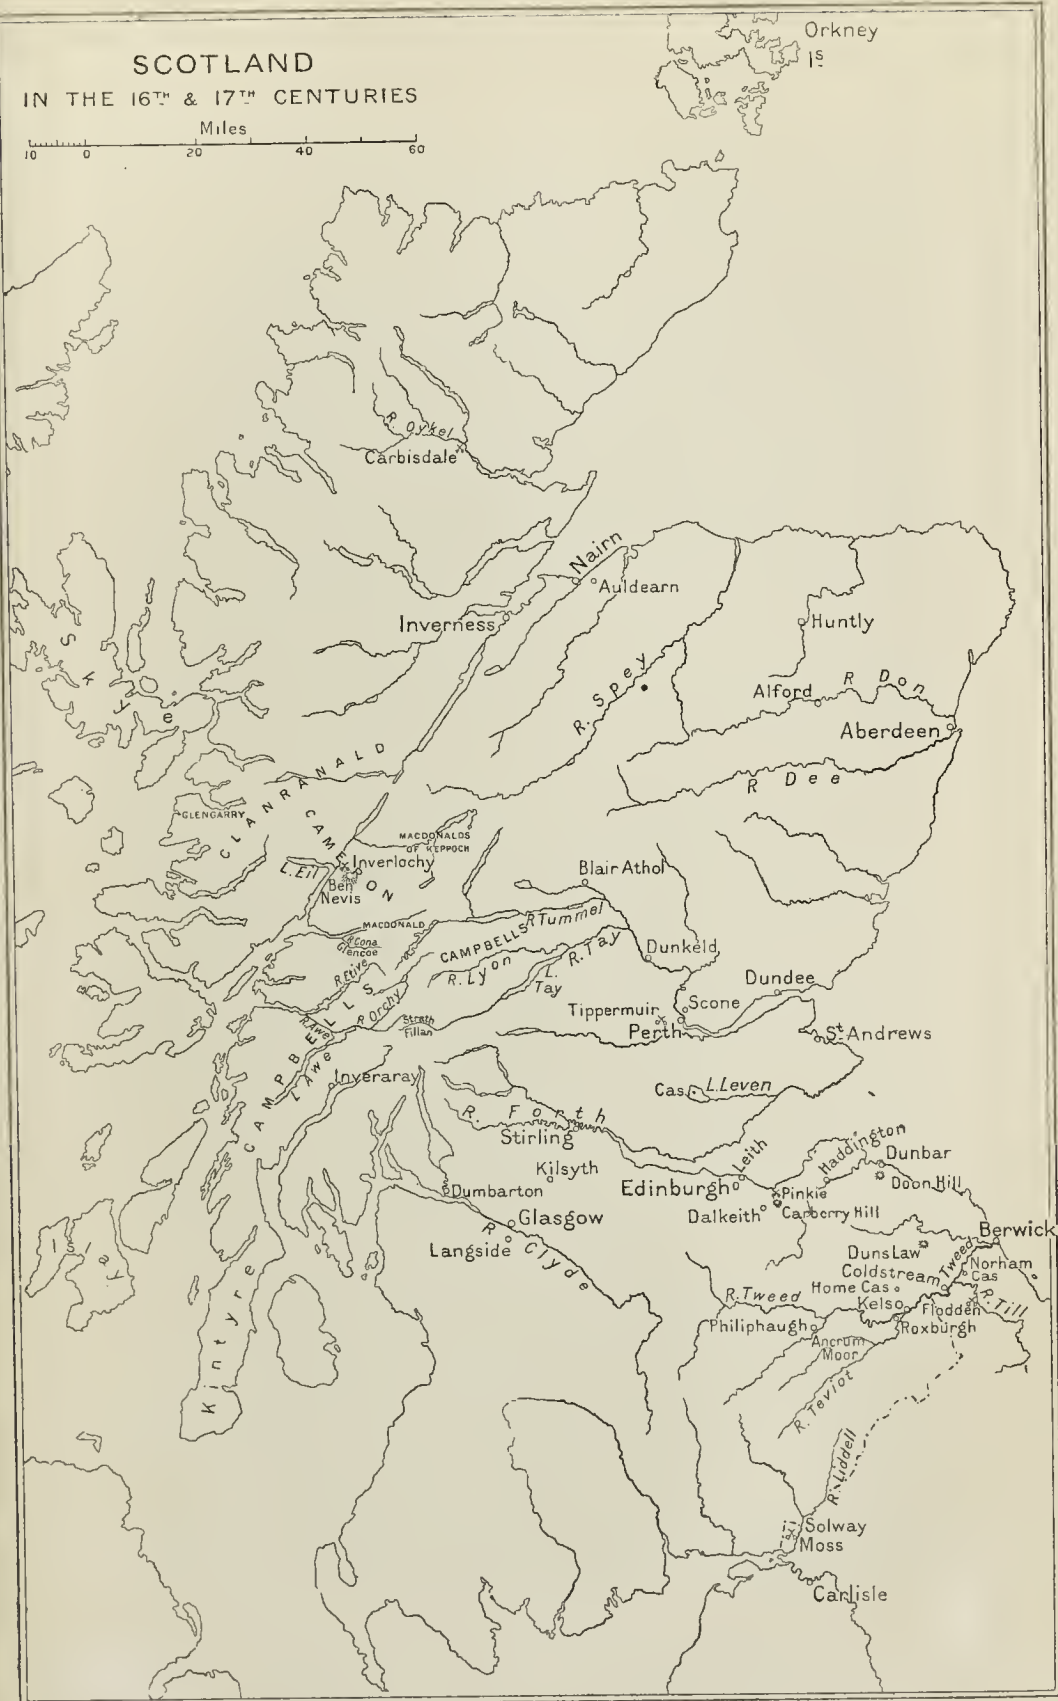 SCOTLAND
IN THE 16TH & 17TH CENTURIES
Miles
10 0 20 40 60
Orkney
Is
R. Oykel
Carbisdale
Nairn
Auldearn
Inverness
Huntly
Skye
R. Spey
Alford
R Don
Aberdeen
R Dee
CLANRANALD
GLENGARRY
CAMERON
MACDONALDS
OF KEPPOCH
L. Eil
Inverlochy
Ben
Nevis
Blair Athol
MACDONALD
R Tummel
Cona
Glencoe
CAMPBELLS
R. Lyon
R. Tay
L.
Tay
Dunkeld
R. Etive
R Orchy
Strath
Fillan
R Awe
L Awe
CAMPBELLS
Inveraray
Tippermuir
Scone
Perth
Dundee
St Andrews
Cas.
L. Leven
R. Forth
Stirling
Kilsyth
Dumbarton
Glasgow
Langside
R Clyde
Leith
Edinburgh
Haddington
Dunbar
Doon Hill
Pinkie
Dalkeith
Carberry Hill
Berwick
Duns Law
Coldstream
Tweed
Norham
Cas
Home Cas.
R. Tweed
Kelso
Flodden
R. Till
Philiphaugh
Roxburgh
Ancrum
Moor
R. Teviot
R. Liddell
Islay
Kintyre
K
Solway
Moss
Carlisle